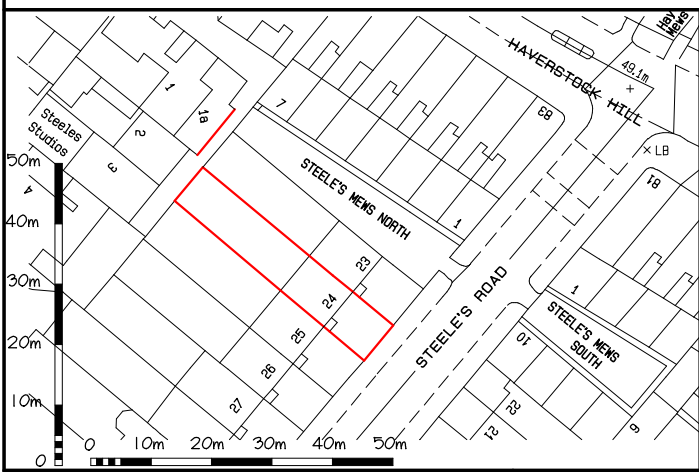 Hav
Mews
HAVERSTOCK HILL
49.1m
83
LB
81
7
1
1a
2
3
4
Steeles
Studios
STEELE'S MEWS NORTH
1
23
24
25
26
27
STEELE'S ROAD
1
STEELE'S MEWS
SOUTH
10
22
21
9
50m
40m
30m
20m
10m
0
0 10m 20m 30m 40m 50m